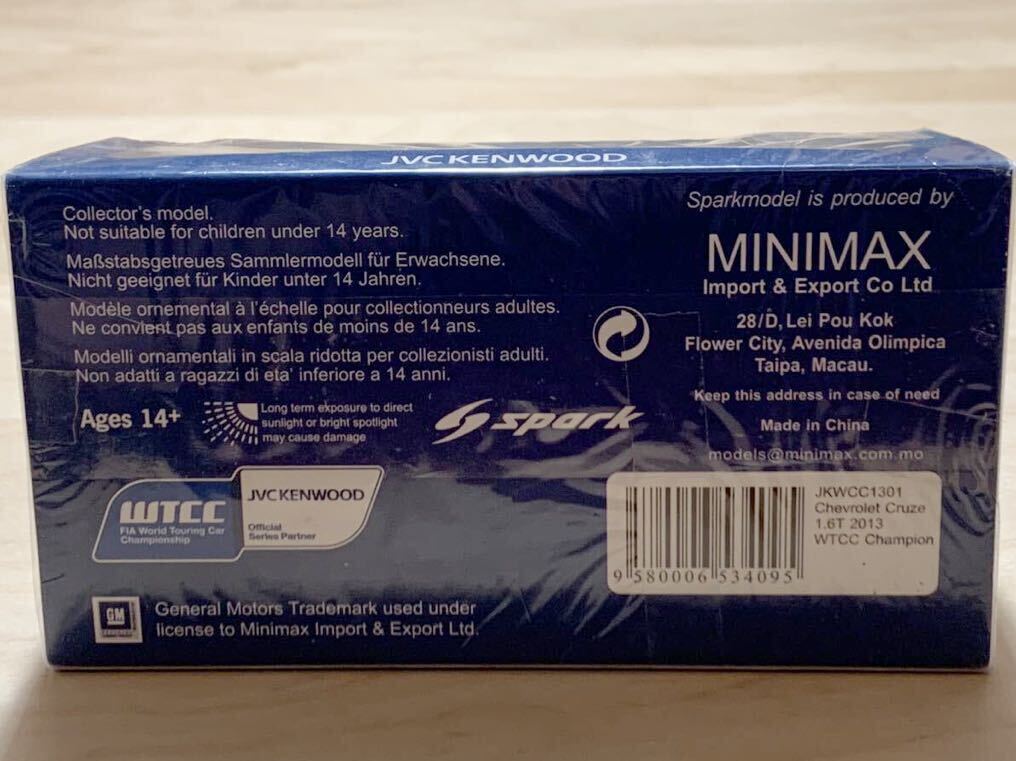 JVCKENWOOD
Collector's model.
Not suitable for children under 14 years.
Maßstabsgetreues Sammlermodell für Erwachsene.
Nicht geeignet für Kinder unter 14 Jahren.
Modèle ornemental à l'échelle pour collectionneurs adultes.
Ne convient pas aux enfants de moins de 14 ans.
Modelli ornamentali in scala ridotta per collezionisti adulti.
Non adatti a ragazzi di eta' inferiore a 14 anni.
Ages 14+
Long term exposure to direct
sunlight or bright spotlight
may cause damage
spark
WTCC
FIA World Touring Car
Championship
JVCKENWOOD
Official
Series Partner
GM
General Motors Trademark used under
license to Minimax Import & Export Ltd.
Sparkmodel is produced by
MINIMAX
Import & Export Co Ltd
28/D, Lei Pou Kok
Flower City, Avenida Olimpica
Taipa, Macau.
Keep this address in case of need
Made in China
models@minimax.com.mo
JKWCC1301
Chevrolet Cruze
1.6T 2013
WTCC Champion
9 580006 534095